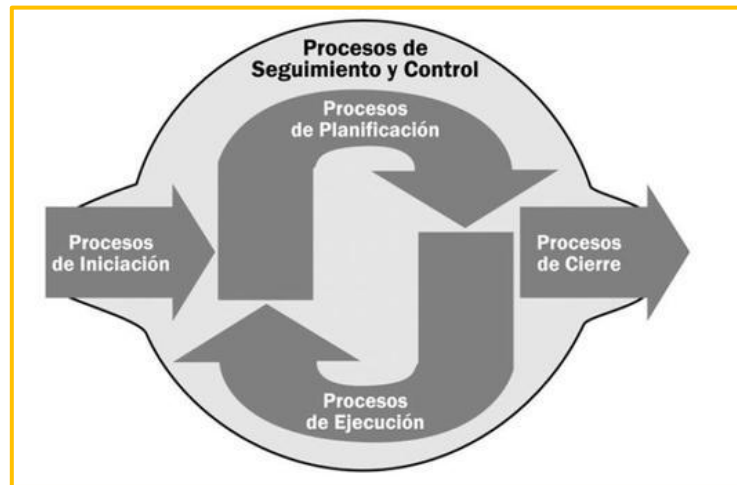 Procesos de
Seguimiento y Control
Procesos
de Planificación
Procesos
de Iniciación
Procesos
de Cierre
Procesos
de Ejecución